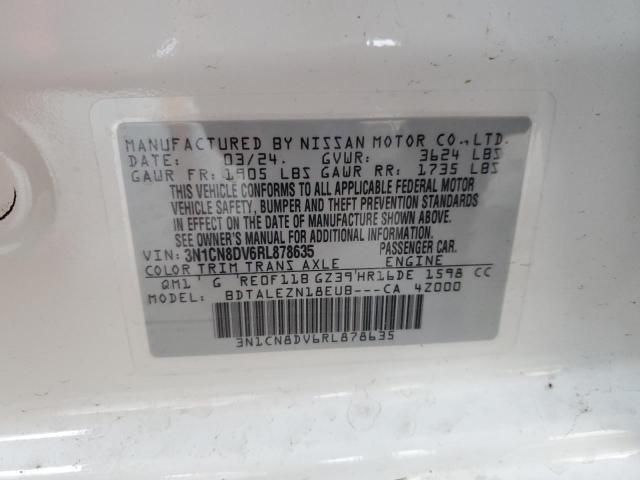 MANUFACTURED BY NISSAN MOTOR CO.,LTD.
DATE: 03/24. GVWR: 3624 LBS
GAWR FR: 1905 LBS GAWR RR: 1735 LBS
THIS VEHICLE CONFORMS TO ALL APPLICABLE FEDERAL MOTOR
VEHICLE SAFETY, BUMPER AND THEFT PREVENTION STANDARDS
IN EFFECT ON THE DATE OF MANUFACTURE SHOWN ABOVE.
SEE OWNER'S MANUAL FOR ADDITIONAL INFORMATION.
VIN: 3N1CN8DV6RL878635 PASSENGER CAR.
COLOR TRIM TRANS AXLE ENGINE
QM1 G RE0F11B GZ39 HR16DE 1598 CC
MODEL: BDTALEZN18EUB---CA 4Z000
3N1CN8DV6RL878635